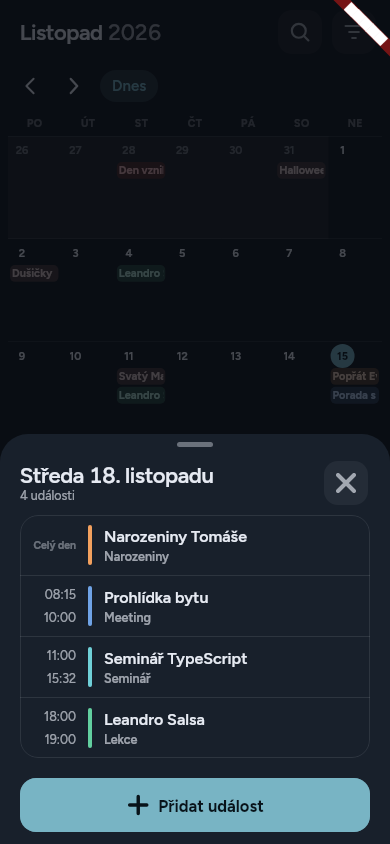 Listopad 2026
Dnes
PO ÚT ST ČT PÁ SO NE
26 27 28 29 30 31 1
Den vzni
2 3 4 5 6 7 8
Dušičky Leandro
9 10 11 12 13 14 15
Svatý Popřát
Leandro Porada s
Středa 18. listopadu
4 události
Celý den
Narozeniny Tomáše
Narozeniny
08:15
10:00
Prohlídka bytu
Meeting
11:00
15:32
Seminář TypeScript
Seminář
18:00
19:00
Leandro Salsa
Lekce
Přidat událost